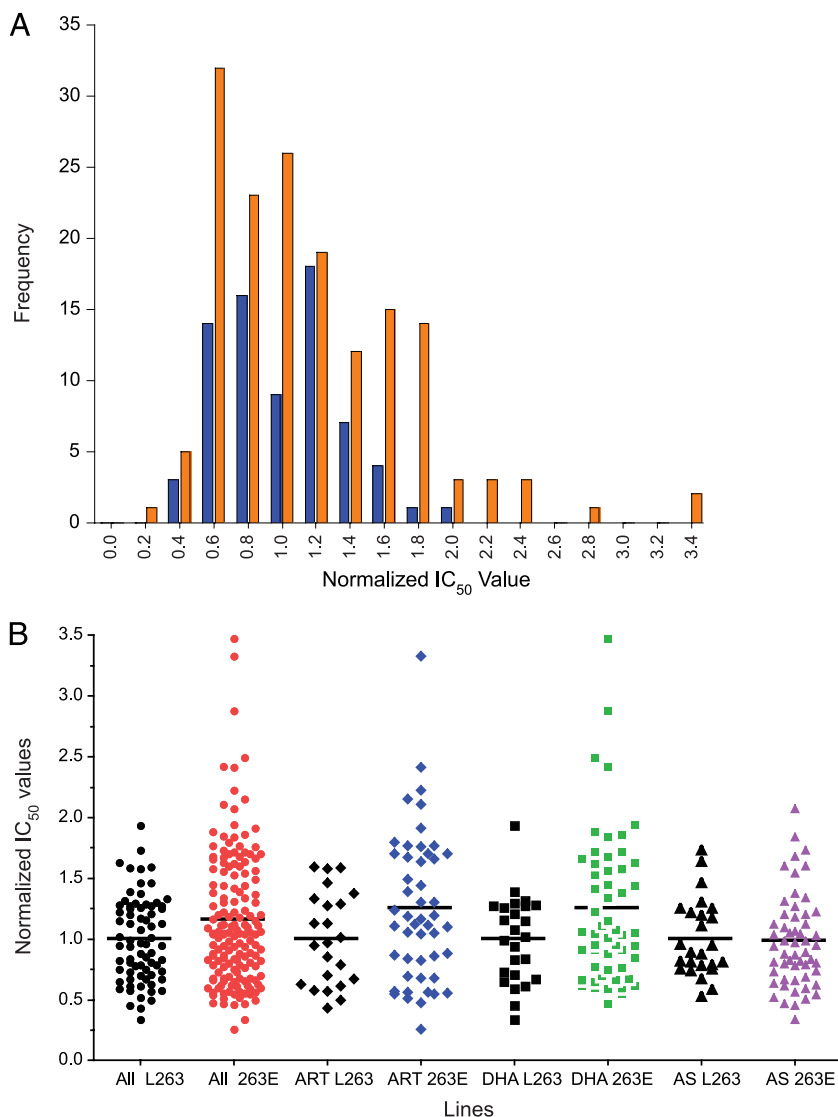 A
35
30
25
20
15
10
5
0
Frequency
0.0 0.2 0.4 0.6 0.8 1.0 1.2 1.4 1.6 1.8 2.0 2.2 2.4 2.6 2.8 3.0 3.2 3.4
Normalized IC50 Value
B
3.5
3.0
2.5
2.0
1.5
1.0
0.5
0.0
Normalized IC50 values
All L263 All 263E ART L263 ART 263E DHA L263 DHA 263E AS L263 AS 263E
Lines